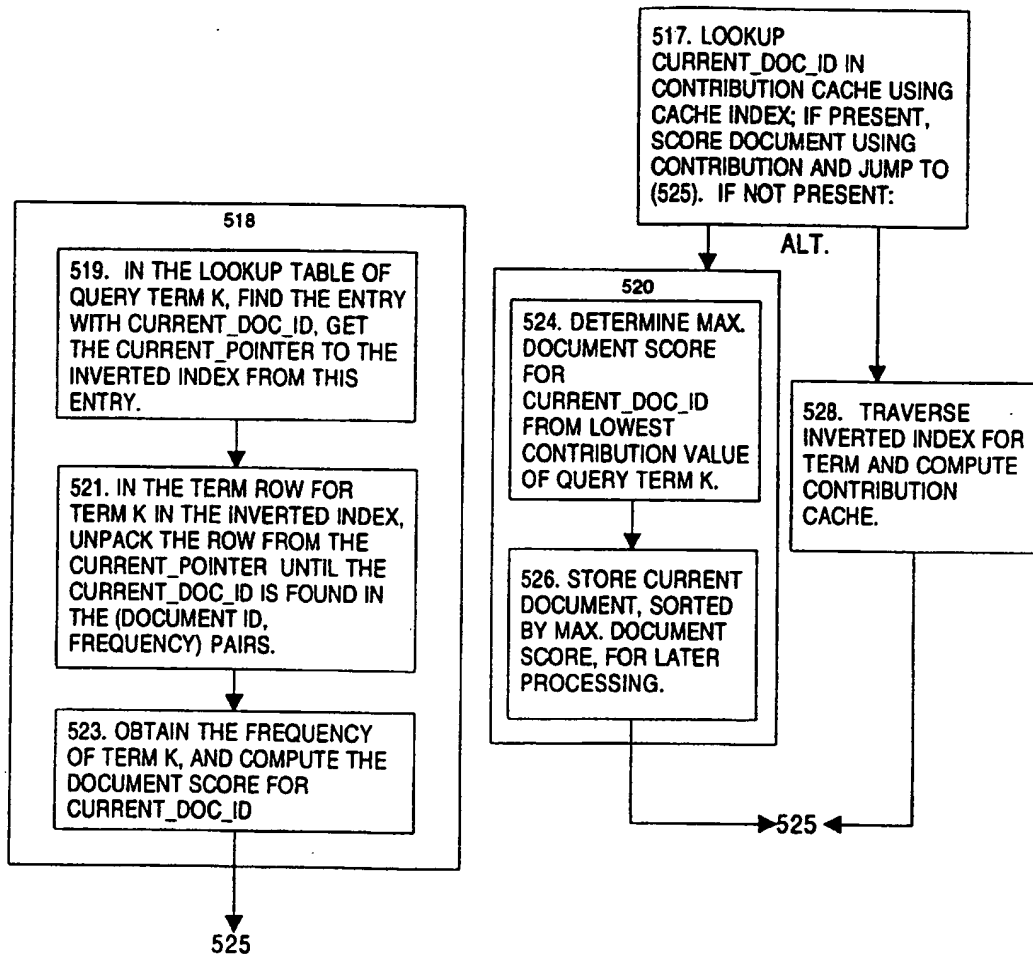 517. LOOKUP
CURRENT_DOC_ID IN
CONTRIBUTION CACHE USING
CACHE INDEX; IF PRESENT,
SCORE DOCUMENT USING
CONTRIBUTION AND JUMP TO
(525). IF NOT PRESENT:
ALT.
518
519. IN THE LOOKUP TABLE OF
QUERY TERM K, FIND THE ENTRY
WITH CURRENT_DOC_ID, GET
THE CURRENT_POINTER TO THE
INVERTED INDEX FROM THIS
ENTRY.
521. IN THE TERM ROW FOR
TERM K IN THE INVERTED INDEX,
UNPACK THE ROW FROM THE
CURRENT_POINTER UNTIL THE
CURRENT_DOC_ID IS FOUND IN
THE (DOCUMENT ID,
FREQUENCY) PAIRS.
523. OBTAIN THE FREQUENCY
OF TERM K, AND COMPUTE THE
DOCUMENT SCORE FOR
CURRENT_DOC_ID
525
520
524. DETERMINE MAX.
DOCUMENT SCORE
FOR
CURRENT_DOC_ID
FROM LOWEST
CONTRIBUTION VALUE
OF QUERY TERM K.
526. STORE CURRENT
DOCUMENT, SORTED
BY MAX. DOCUMENT
SCORE, FOR LATER
PROCESSING.
528. TRAVERSE
INVERTED INDEX FOR
TERM AND COMPUTE
CONTRIBUTION
CACHE.
525